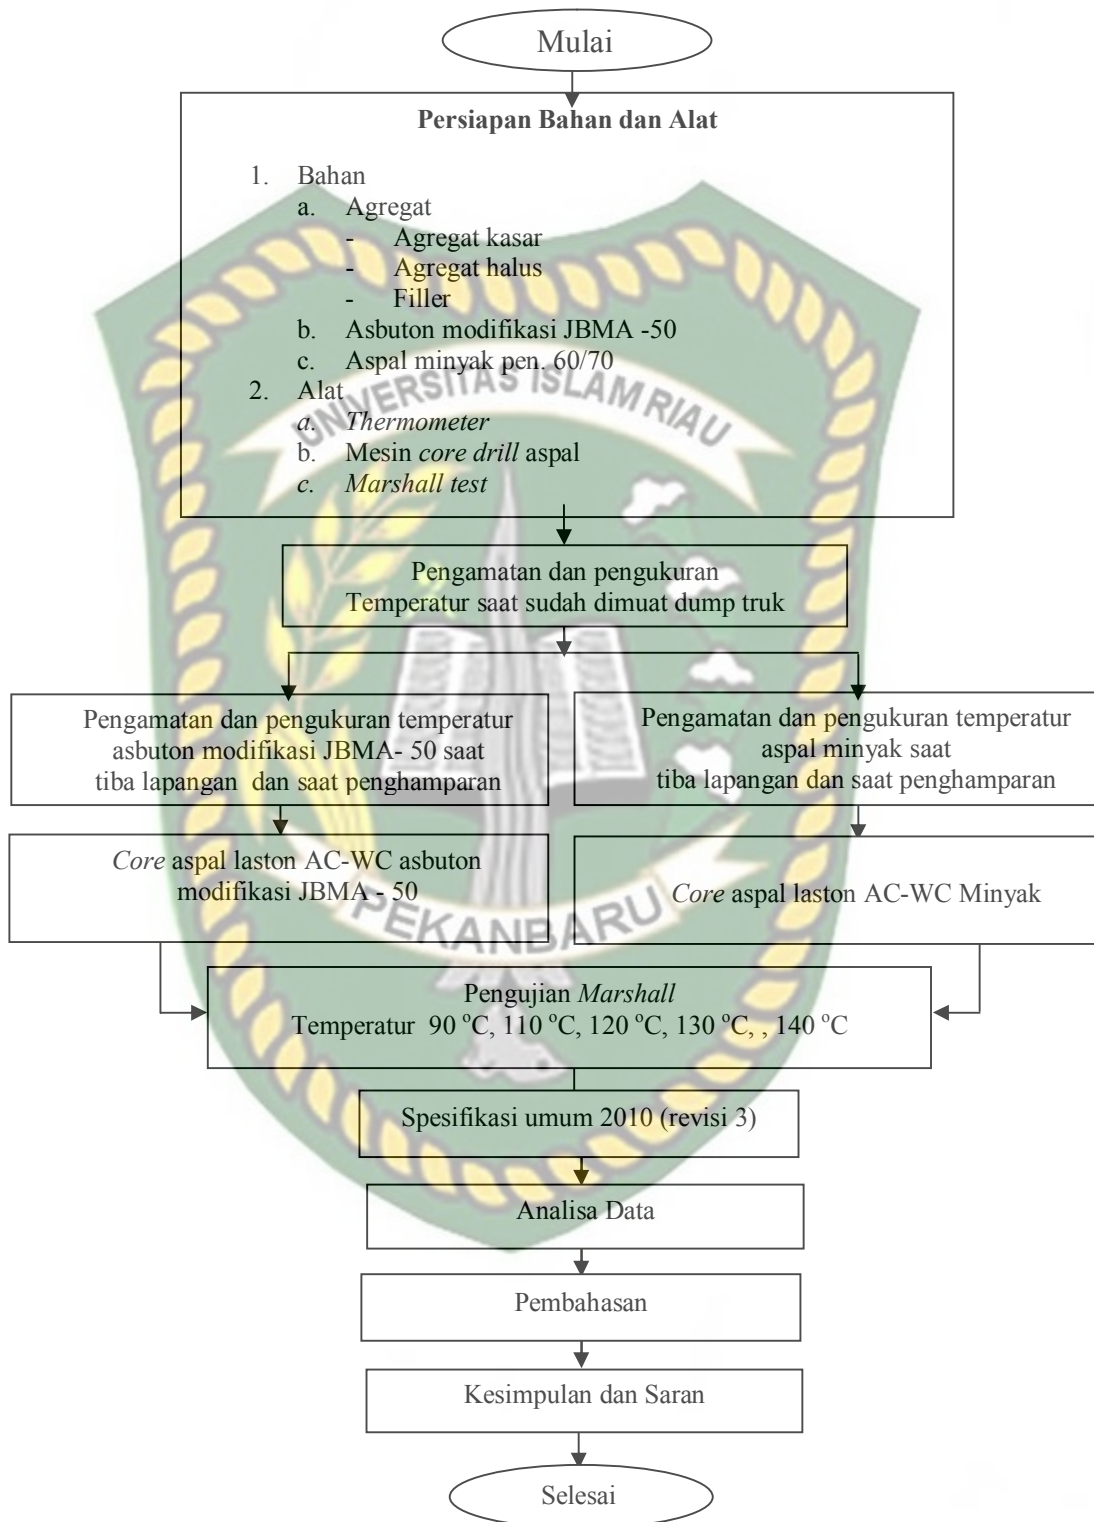 Mulai
Persiapan Bahan dan Alat
1. Bahan
a. Agregat
- Agregat kasar
- Agregat halus
- Filler
b. Asbuton modifikasi JBMA -50
c. Aspal minyak pen. 60/70
2. Alat
a. Thermometer
b. Mesin core drill aspal
c. Marshall test
UNIVERSITAS ISLAM RIAU
Pengamatan dan pengukuran
Temperatur saat sudah dimuat dump truk
Pengamatan dan pengukuran temperatur
asbuton modifikasi JBMA- 50 saat
tiba lapangan dan saat penghamparan
Pengamatan dan pengukuran temperatur
aspal minyak saat
tiba lapangan dan saat penghamparan
Core aspal laston AC-WC asbuton
modifikasi JBMA - 50
Core aspal laston AC-WC Minyak
PEKANBARU
Pengujian Marshall
Temperatur 90 °C, 110 °C, 120 °C, 130 °C, , 140 °C
Spesifikasi umum 2010 (revisi 3)
Analisa Data
Pembahasan
Kesimpulan dan Saran
Selesai